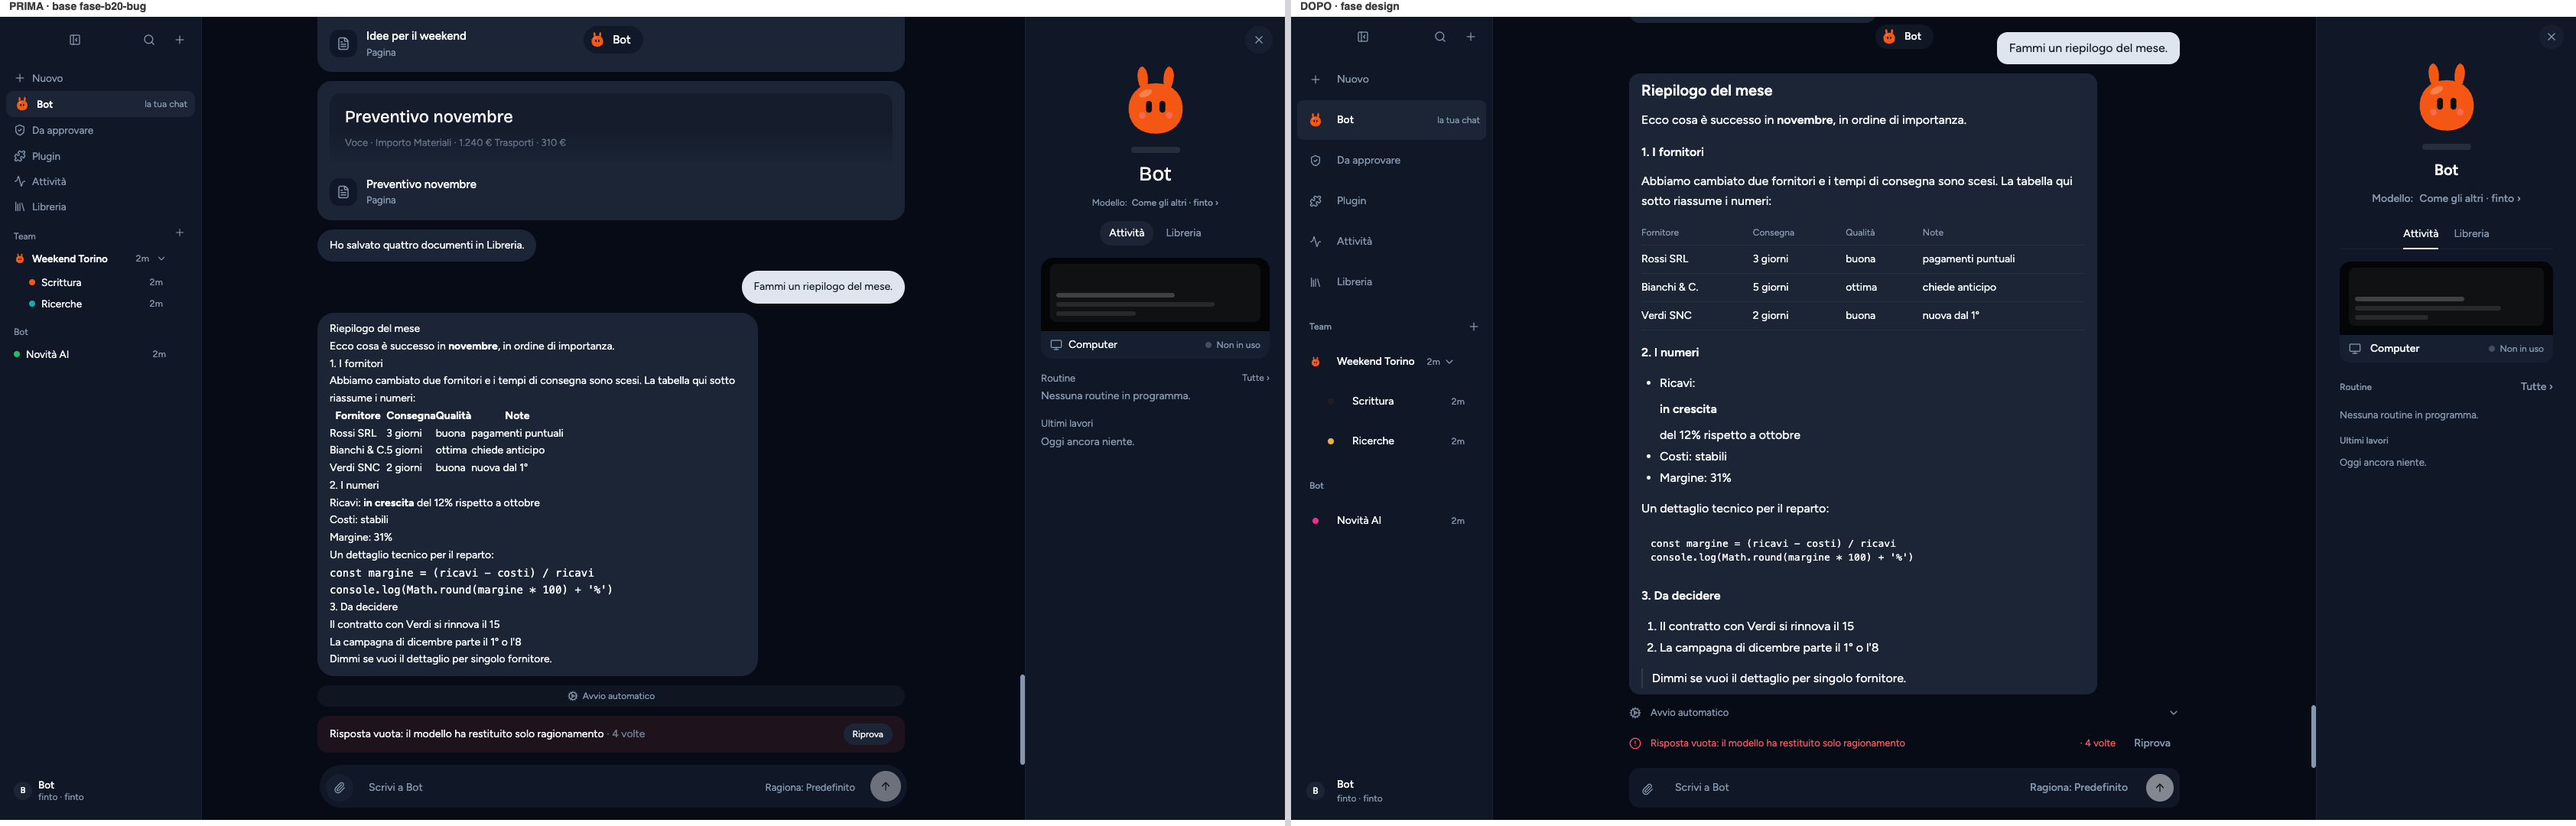 PRIMA · base fase-b20-bug
Nuovo
Bot
la tua chat
Da approvare
Plugin
Attività
Libreria
Team
Weekend Torino
2m
Scrittura
2m
Ricerche
2m
Bot
Novità AI
2m
B
Bot
finto · finto
Idee per il weekend
Pagina
Bot
Preventivo novembre
Voce · Importo Materiali · 1.240 € Trasporti · 310 €
Preventivo novembre
Pagina
Ho salvato quattro documenti in Libreria.
Fammi un riepilogo del mese.
Riepilogo del mese
Ecco cosa è successo in novembre, in ordine di importanza.
1. I fornitori
Abbiamo cambiato due fornitori e i tempi di consegna sono scesi. La tabella qui sotto
riassume i numeri:
Fornitore ConsegnaQualità Note
Rossi SRL 3 giorni buona pagamenti puntuali
Bianchi & C.5 giorni ottima chiede anticipo
Verdi SNC 2 giorni buona nuova dal 1°
2. I numeri
Ricavi: in crescita del 12% rispetto a ottobre
Costi: stabili
Margine: 31%
Un dettaglio tecnico per il reparto:
const margine = (ricavi − costi) / ricavi
console.log(Math.round(margine * 100) + '%')
3. Da decidere
Il contratto con Verdi si rinnova il 15
La campagna di dicembre parte il 1° o l'8
Dimmi se vuoi il dettaglio per singolo fornitore.
Avvio automatico
Risposta vuota: il modello ha restituito solo ragionamento · 4 volte
Riprova
Scrivi a Bot
Ragiona: Predefinito
Bot
Modello: Come gli altri · finto ›
Attività Libreria
Computer
Non in uso
Routine
Tutte ›
Nessuna routine in programma.
Ultimi lavori
Oggi ancora niente.
DOPO · fase design
Nuovo
Bot
la tua chat
Da approvare
Plugin
Attività
Libreria
Team
Weekend Torino
2m
Scrittura
2m
Ricerche
2m
Bot
Novità AI
2m
B
Bot
finto · finto
Bot
Fammi un riepilogo del mese.
Riepilogo del mese
Ecco cosa è successo in novembre, in ordine di importanza.
1. I fornitori
Abbiamo cambiato due fornitori e i tempi di consegna sono scesi. La tabella qui
sotto riassume i numeri:
Fornitore Consegna Qualità Note
Rossi SRL 3 giorni buona pagamenti puntuali
Bianchi & C. 5 giorni ottima chiede anticipo
Verdi SNC 2 giorni buona nuova dal 1°
2. I numeri
• Ricavi:
in crescita
del 12% rispetto a ottobre
• Costi: stabili
• Margine: 31%
Un dettaglio tecnico per il reparto:
const margine = (ricavi − costi) / ricavi
console.log(Math.round(margine * 100) + '%')
3. Da decidere
1. Il contratto con Verdi si rinnova il 15
2. La campagna di dicembre parte il 1° o l'8
Dimmi se vuoi il dettaglio per singolo fornitore.
Avvio automatico
Risposta vuota: il modello ha restituito solo ragionamento
· 4 volte
Riprova
Scrivi a Bot
Ragiona: Predefinito
Bot
Modello: Come gli altri · finto ›
Attività Libreria
Computer
Non in uso
Routine
Tutte ›
Nessuna routine in programma.
Ultimi lavori
Oggi ancora niente.